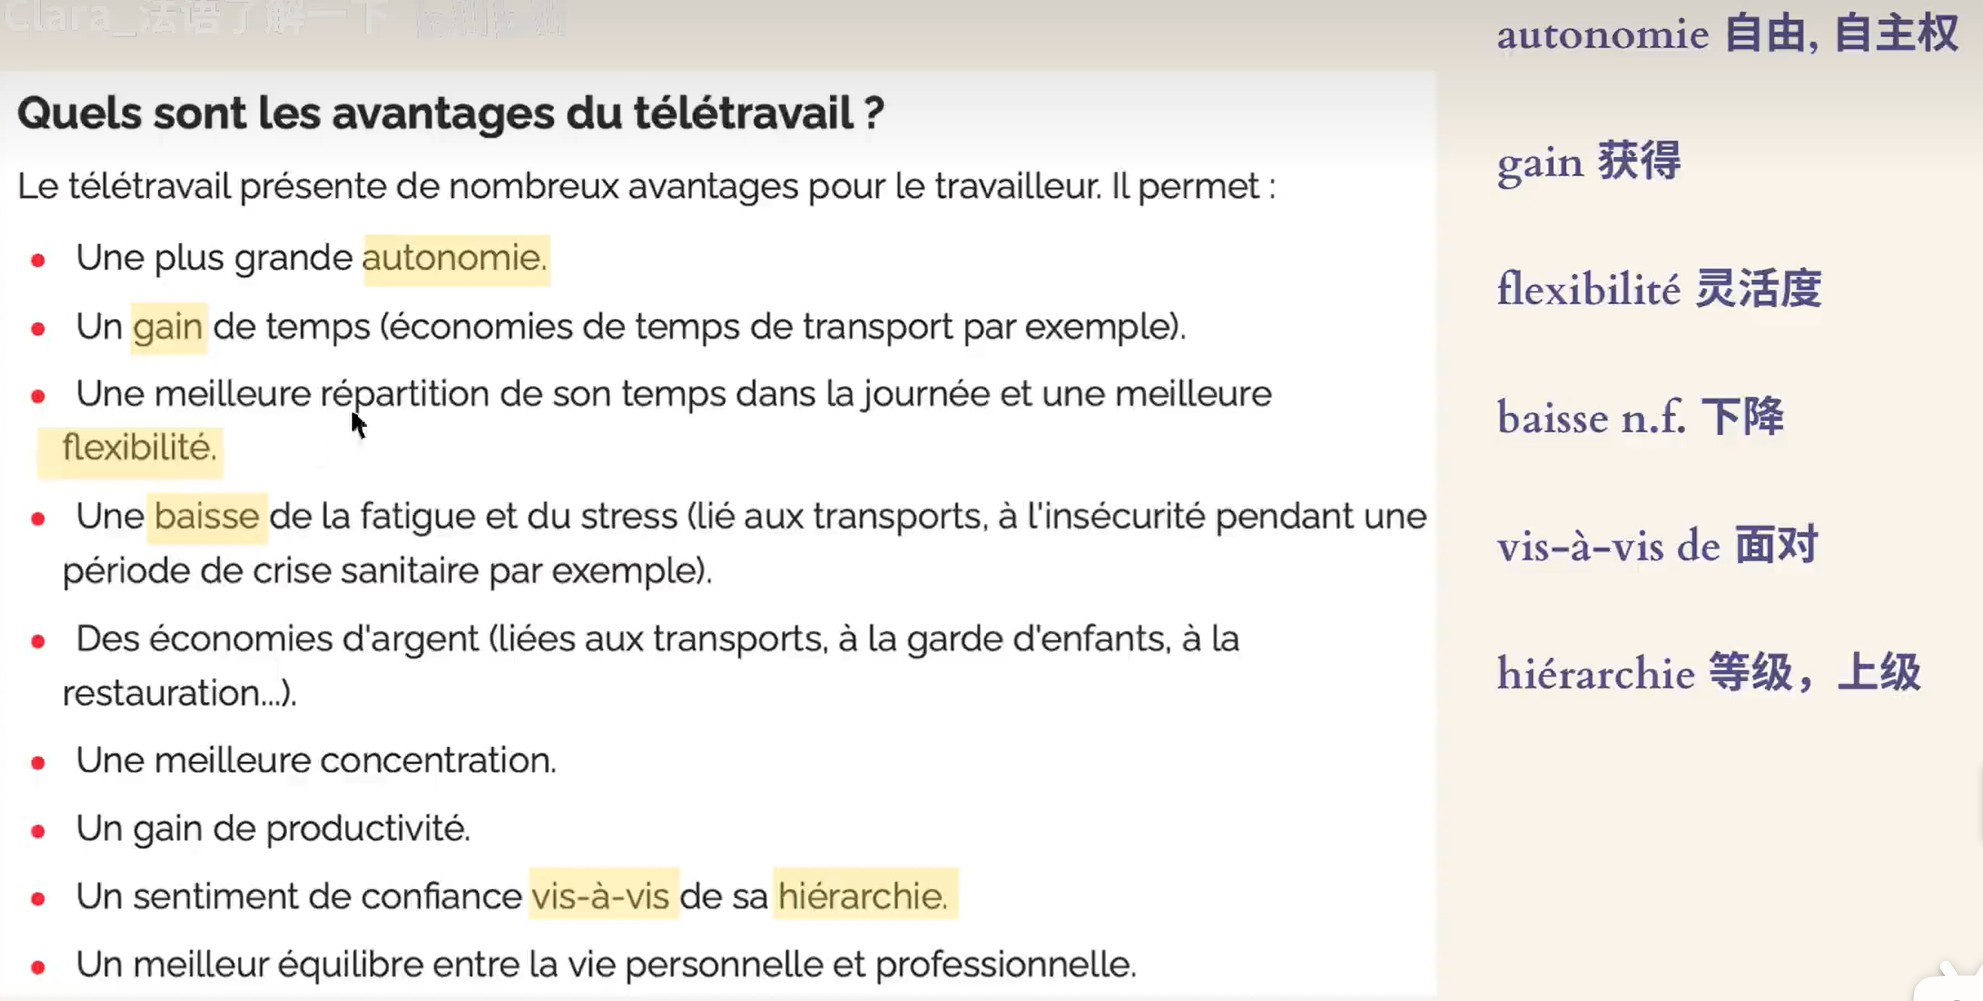 Clara_法语了解一下
autonomie 自由, 自主权
Quels sont les avantages du télétravail ?
Le télétravail présente de nombreux avantages pour le travailleur. Il permet :
• Une plus grande autonomie.
• Un gain de temps (économies de temps de transport par exemple).
• Une meilleure répartition de son temps dans la journée et une meilleure
flexibilité.
• Une baisse de la fatigue et du stress (lié aux transports, à l'insécurité pendant une
période de crise sanitaire par exemple).
• Des économies d'argent (liées aux transports, à la garde d'enfants, à la
restauration...).
• Une meilleure concentration.
• Un gain de productivité.
• Un sentiment de confiance vis-à-vis de sa hiérarchie.
• Un meilleur équilibre entre la vie personnelle et professionnelle.
gain 获得
flexibilité 灵活度
baisse n.f. 下降
vis-à-vis de 面对
hiérarchie 等级，上级